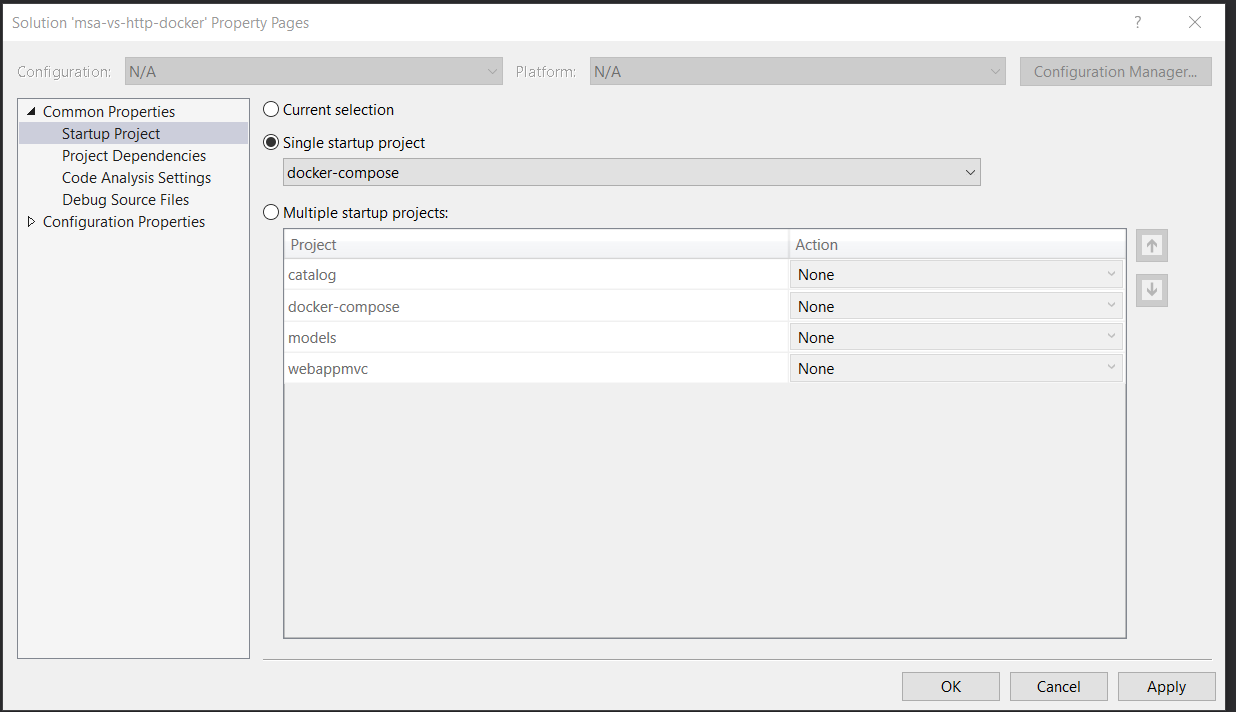 Solution 'msa-vs-http-docker' Property Pages
?
Configuration: N/A Platform: N/A Configuration Manager...
Common Properties
Startup Project
Project Dependencies
Code Analysis Settings
Debug Source Files
Configuration Properties
Current selection
Single startup project
docker-compose
Multiple startup projects:
Project Action
catalog None
docker-compose None
models None
webappmvc None
OK Cancel Apply